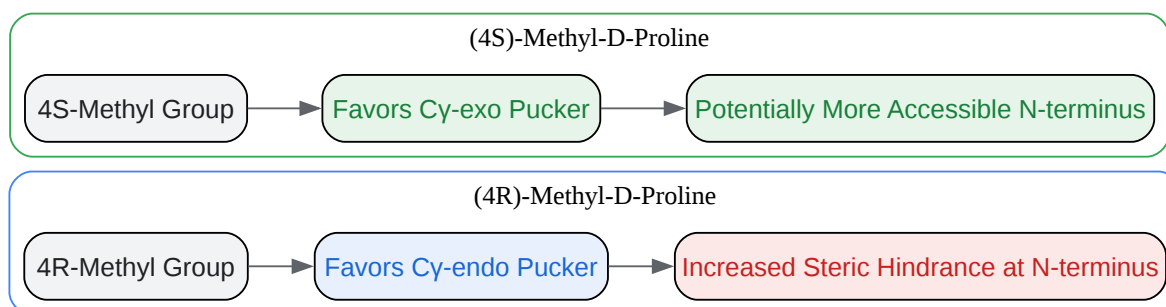 (4S)-Methyl-D-Proline
4S-Methyl Group
Favors Cγ-exo Pucker
Potentially More Accessible N-terminus
(4R)-Methyl-D-Proline
4R-Methyl Group
Favors Cγ-endo Pucker
Increased Steric Hindrance at N-terminus